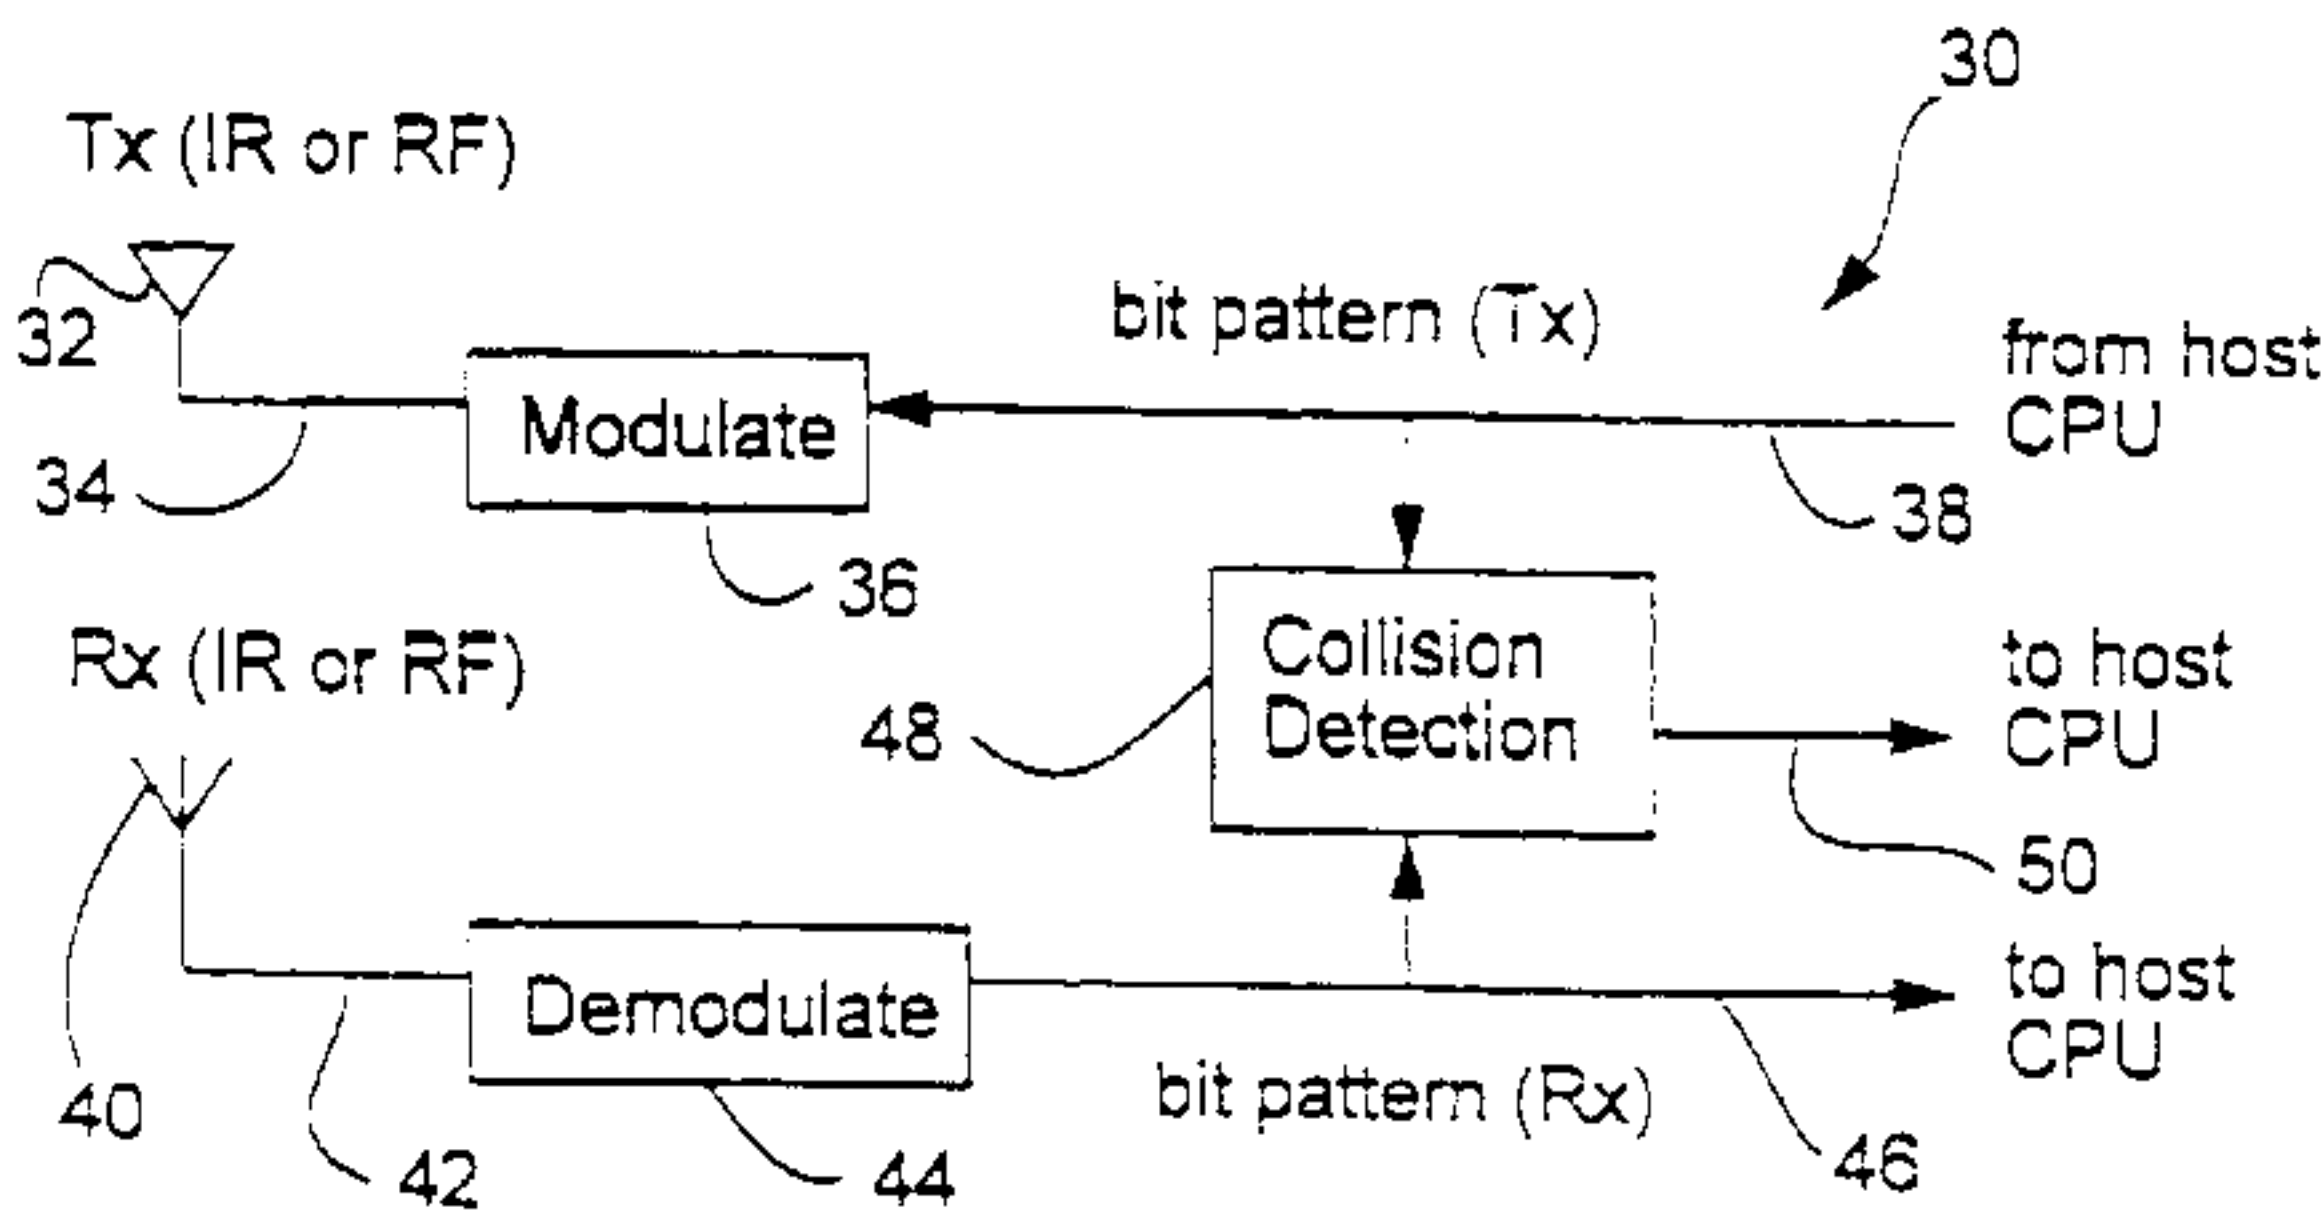 30
Tx (IR or RF)
32
bit pattern (Tx)
from host
CPU
Modulate
34
38
36
Rx (IR or RF)
Collision
Detection
48
to host
CPU
50
to host
CPU
Demodulate
bit pattern (Rx)
40
42
44
46